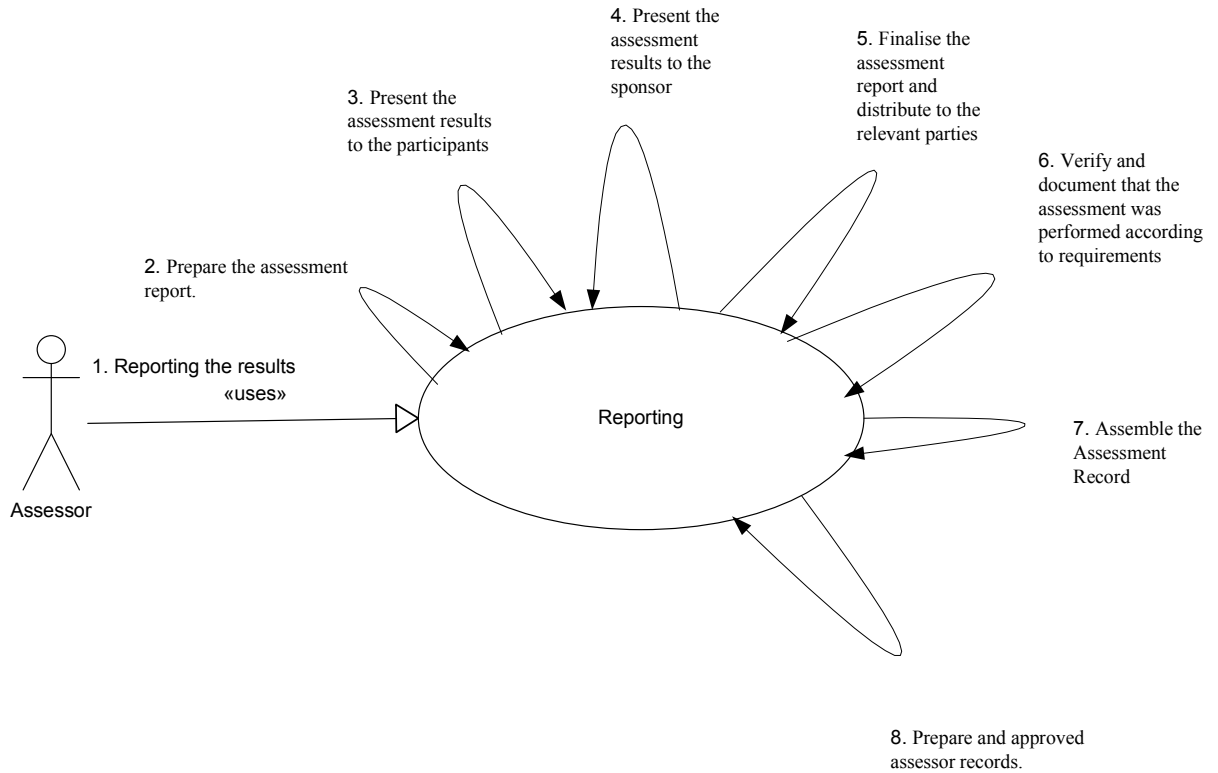 1. Reporting the results
«uses»
Assessor
Reporting
2. Prepare the assessment
report.
3. Present the
assessment results
to the participants
4. Present the
assessment
results to the
sponsor
5. Finalise the
assessment
report and
distribute to the
relevant parties
6. Verify and
document that the
assessment was
performed according
to requirements
7. Assemble the
Assessment
Record
8. Prepare and approved
assessor records.